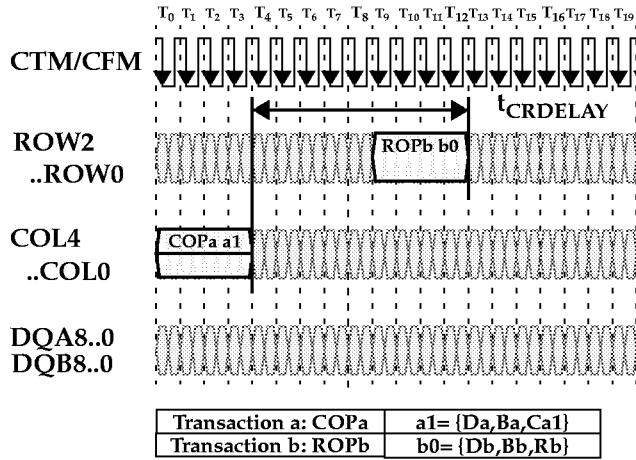 T0 T1 T2 T3 T4 T5 T6 T7 T8 T9 T10 T11 T12 T13 T14 T15 T16 T17 T18 T19
CTM/CFM
tCRDELAY
ROW2
..ROW0
ROPb b0
COL4
..COL0
COPa a1
DQA8..0
DQB8..0
Transaction a: COPa a1= {Da,Ba,Ca1}
Transaction b: ROPb b0= {Db,Bb,Rb}